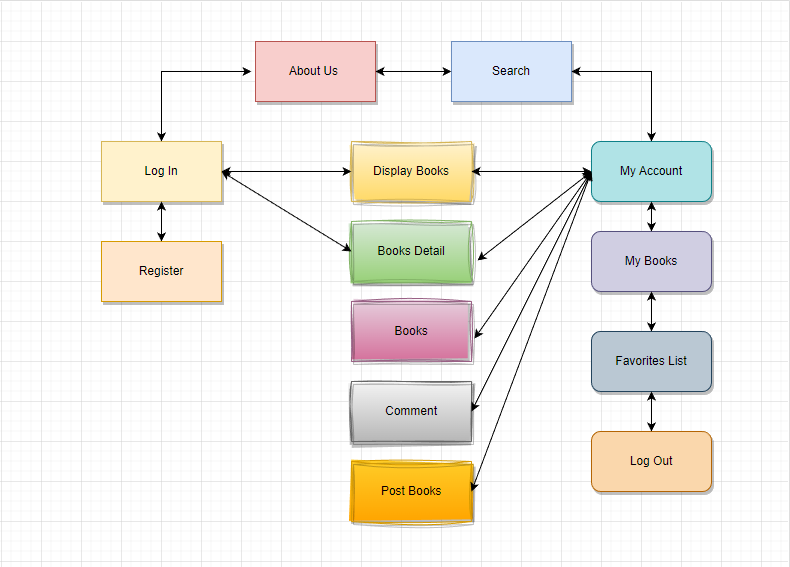 About Us
Search
Log In
Display Books
My Account
Register
Books Detail
My Books
Books
Favorites List
Comment
Log Out
Post Books